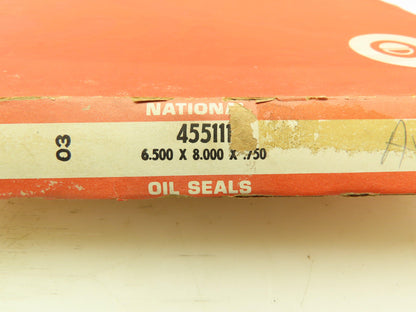 NATIONAL
03
455111
6.500 X 8.000 X .750
OIL SEALS